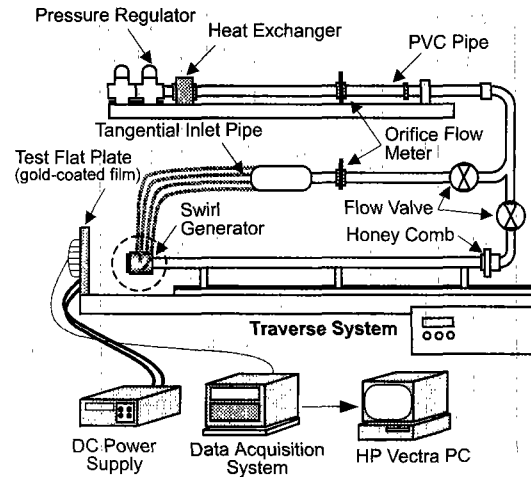 Pressure Regulator
Heat Exchanger
PVC Pipe
Tangential Inlet Pipe
Orifice Flow
Meter
Test Flat Plate
(gold-coated film)
Swirl
Generator
Flow Valve
Honey Comb
Traverse System
DC Power
Supply
Data Acquisition
System
HP Vectra PC